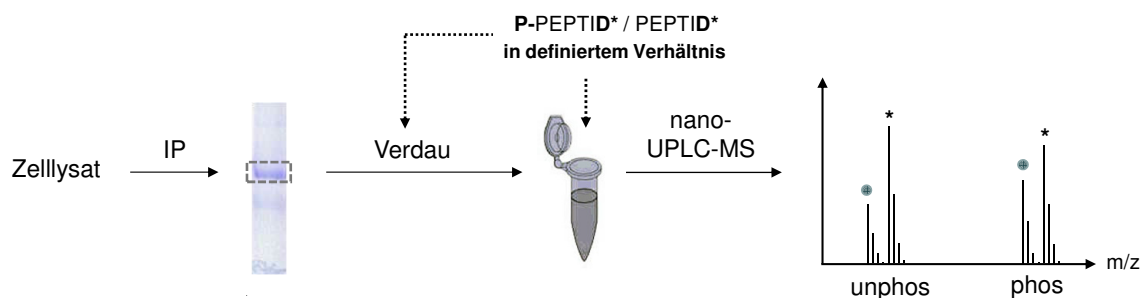 P-PEPTID* / PEPTID*
in definiertem Verhältnis
Zelllysat
IP
Verdau
nano-
UPLC-MS
*
*
m/z
unphos
phos